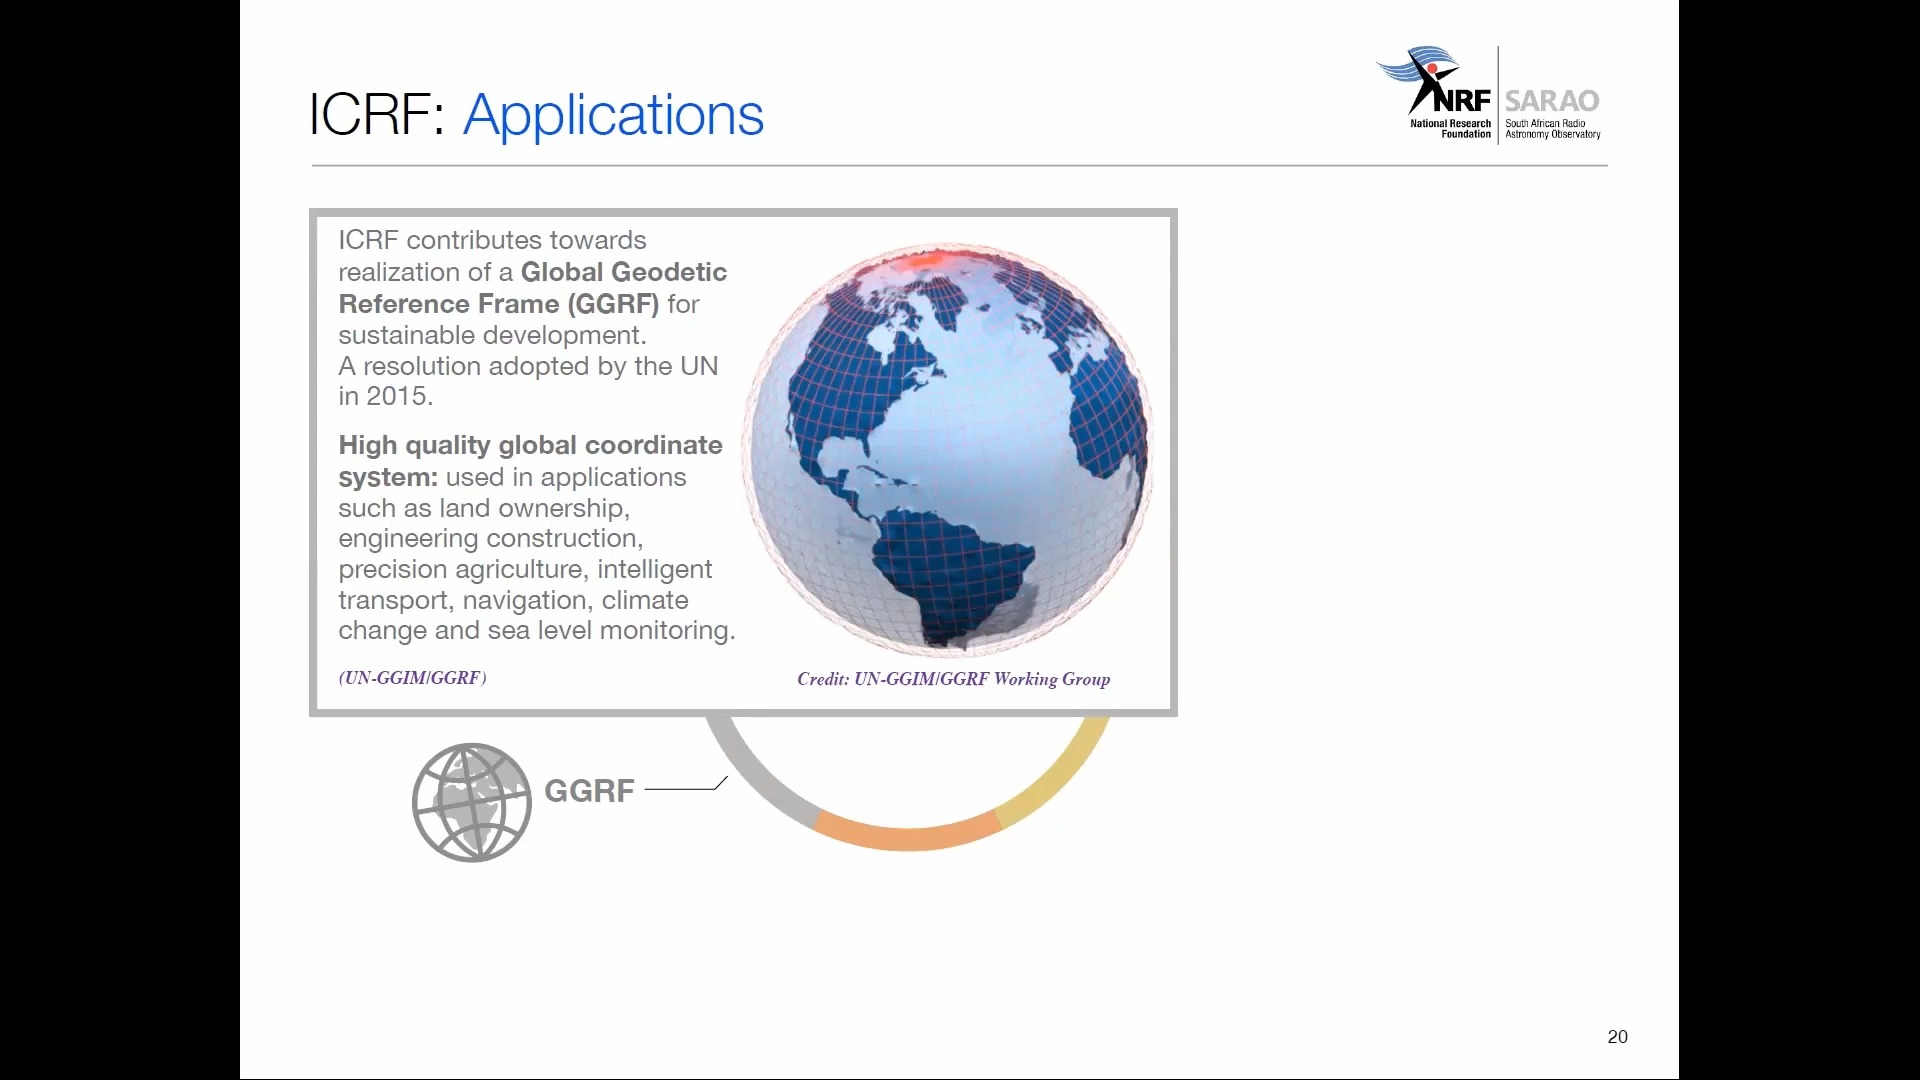 ICRF: Applications
NRF
National Research
Foundation
SARAO
South African Radio
Astronomy Observatory
ICRF contributes towards
realization of a Global Geodetic
Reference Frame (GGRF) for
sustainable development.
A resolution adopted by the UN
in 2015.
High quality global coordinate
system: used in applications
such as land ownership,
engineering construction,
precision agriculture, intelligent
transport, navigation, climate
change and sea level monitoring.
(UN-GGIM/GGRF)
Credit: UN-GGIM/GGRF Working Group
GGRF
20